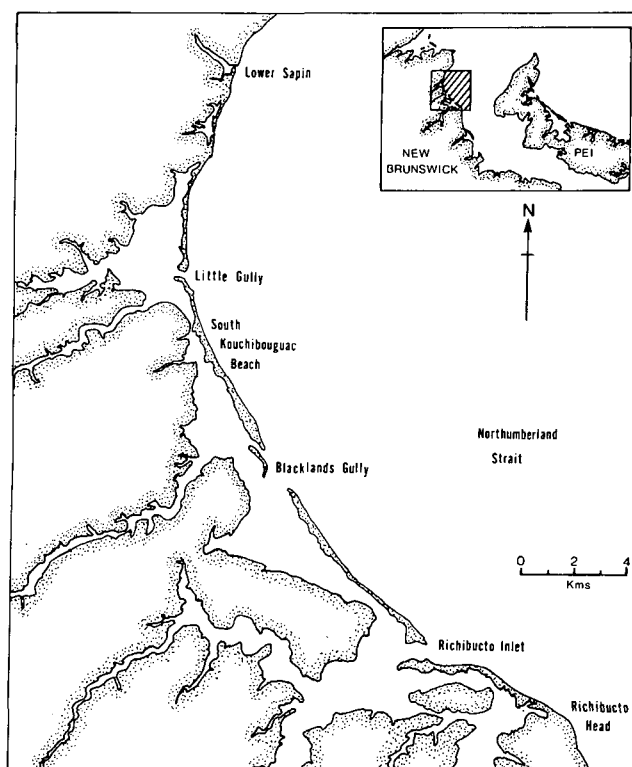 Lower Sapin
NEW
BRUNSWICK
PEI
N
Little Gully
South
Kouchibouguac
Beach
Northumberland
Strait
Blacklands Gully
0 2 4
Kms
Richibucto Inlet
Richibucto
Head